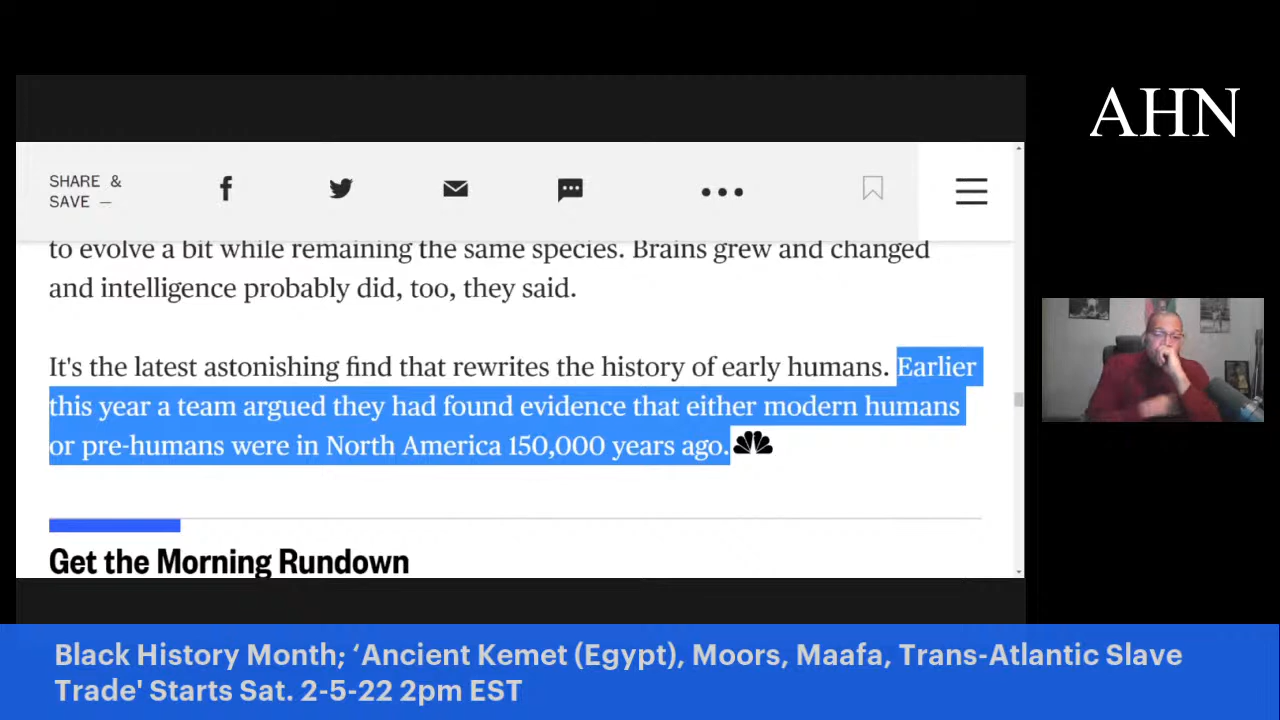 AHN
SHARE &
SAVE —
to evolve a bit while remaining the same species. Brains grew and changed
and intelligence probably did, too, they said.
It's the latest astonishing find that rewrites the history of early humans. Earlier
this year a team argued they had found evidence that either modern humans
or pre-humans were in North America 150,000 years ago.
Get the Morning Rundown
Black History Month; ‘Ancient Kemet (Egypt), Moors, Maafa, Trans-Atlantic Slave
Trade' Starts Sat. 2-5-22 2pm EST